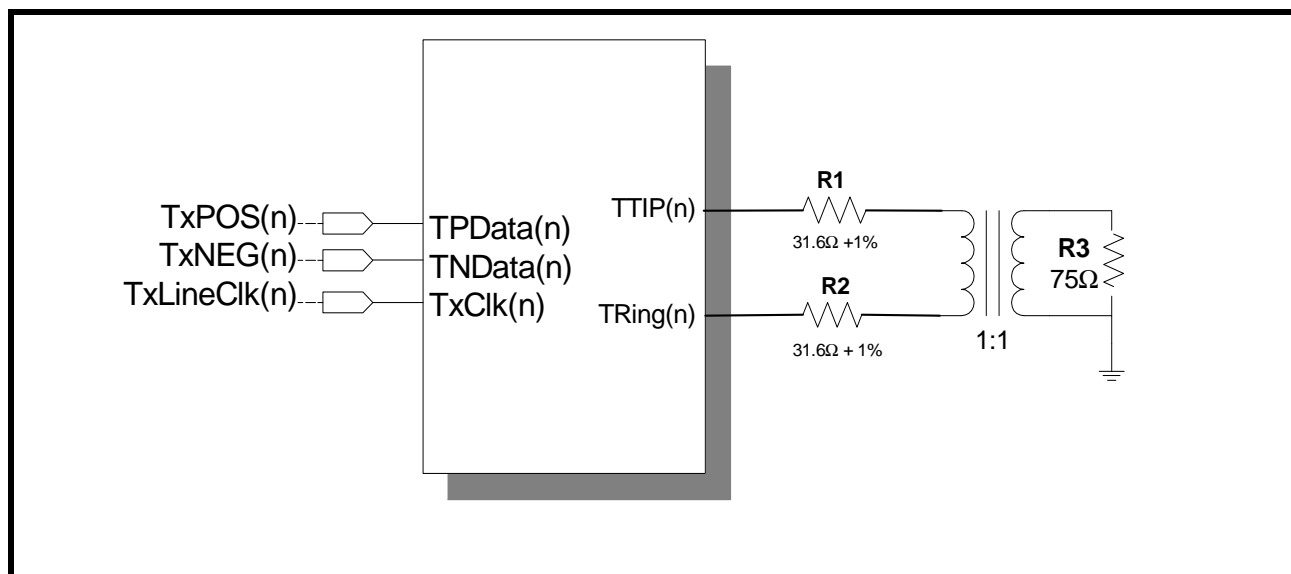 TxPOS(n)
TxNEG(n)
TxLineClk(n)
TPData(n)
TNData(n)
TxClk(n)
TTIP(n)
TRing(n)
R1
31.6Ω +1%
R2
31.6Ω + 1%
1:1
R3
75Ω